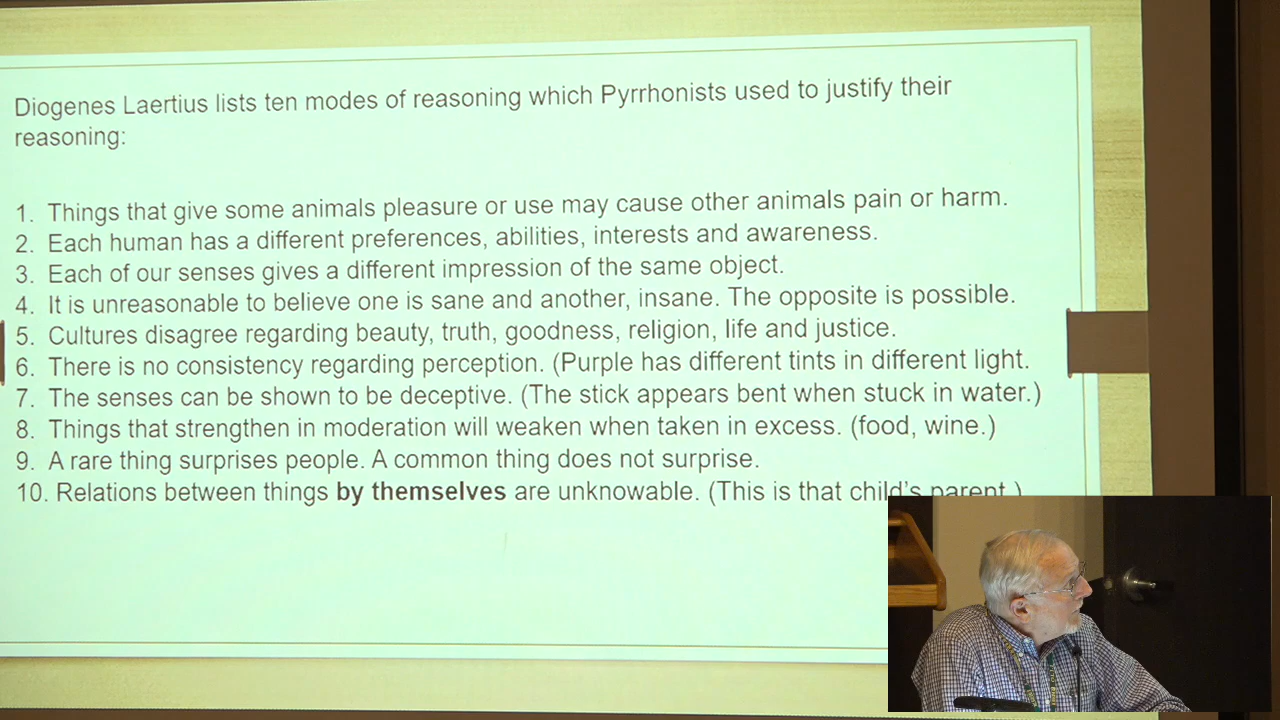 Diogenes Laertius lists ten modes of reasoning which Pyrrhonists used to justify their
reasoning:
1. Things that give some animals pleasure or use may cause other animals pain or harm.
2. Each human has a different preferences, abilities, interests and awareness.
3. Each of our senses gives a different impression of the same object.
4. It is unreasonable to believe one is sane and another, insane. The opposite is possible.
5. Cultures disagree regarding beauty, truth, goodness, religion, life and justice.
6. There is no consistency regarding perception. (Purple has different tints in different light.
7. The senses can be shown to be deceptive. (The stick appears bent when stuck in water.)
8. Things that strengthen in moderation will weaken when taken in excess. (food, wine.)
9. A rare thing surprises people. A common thing does not surprise.
10. Relations between things by themselves are unknowable. (This is that child's parent.)